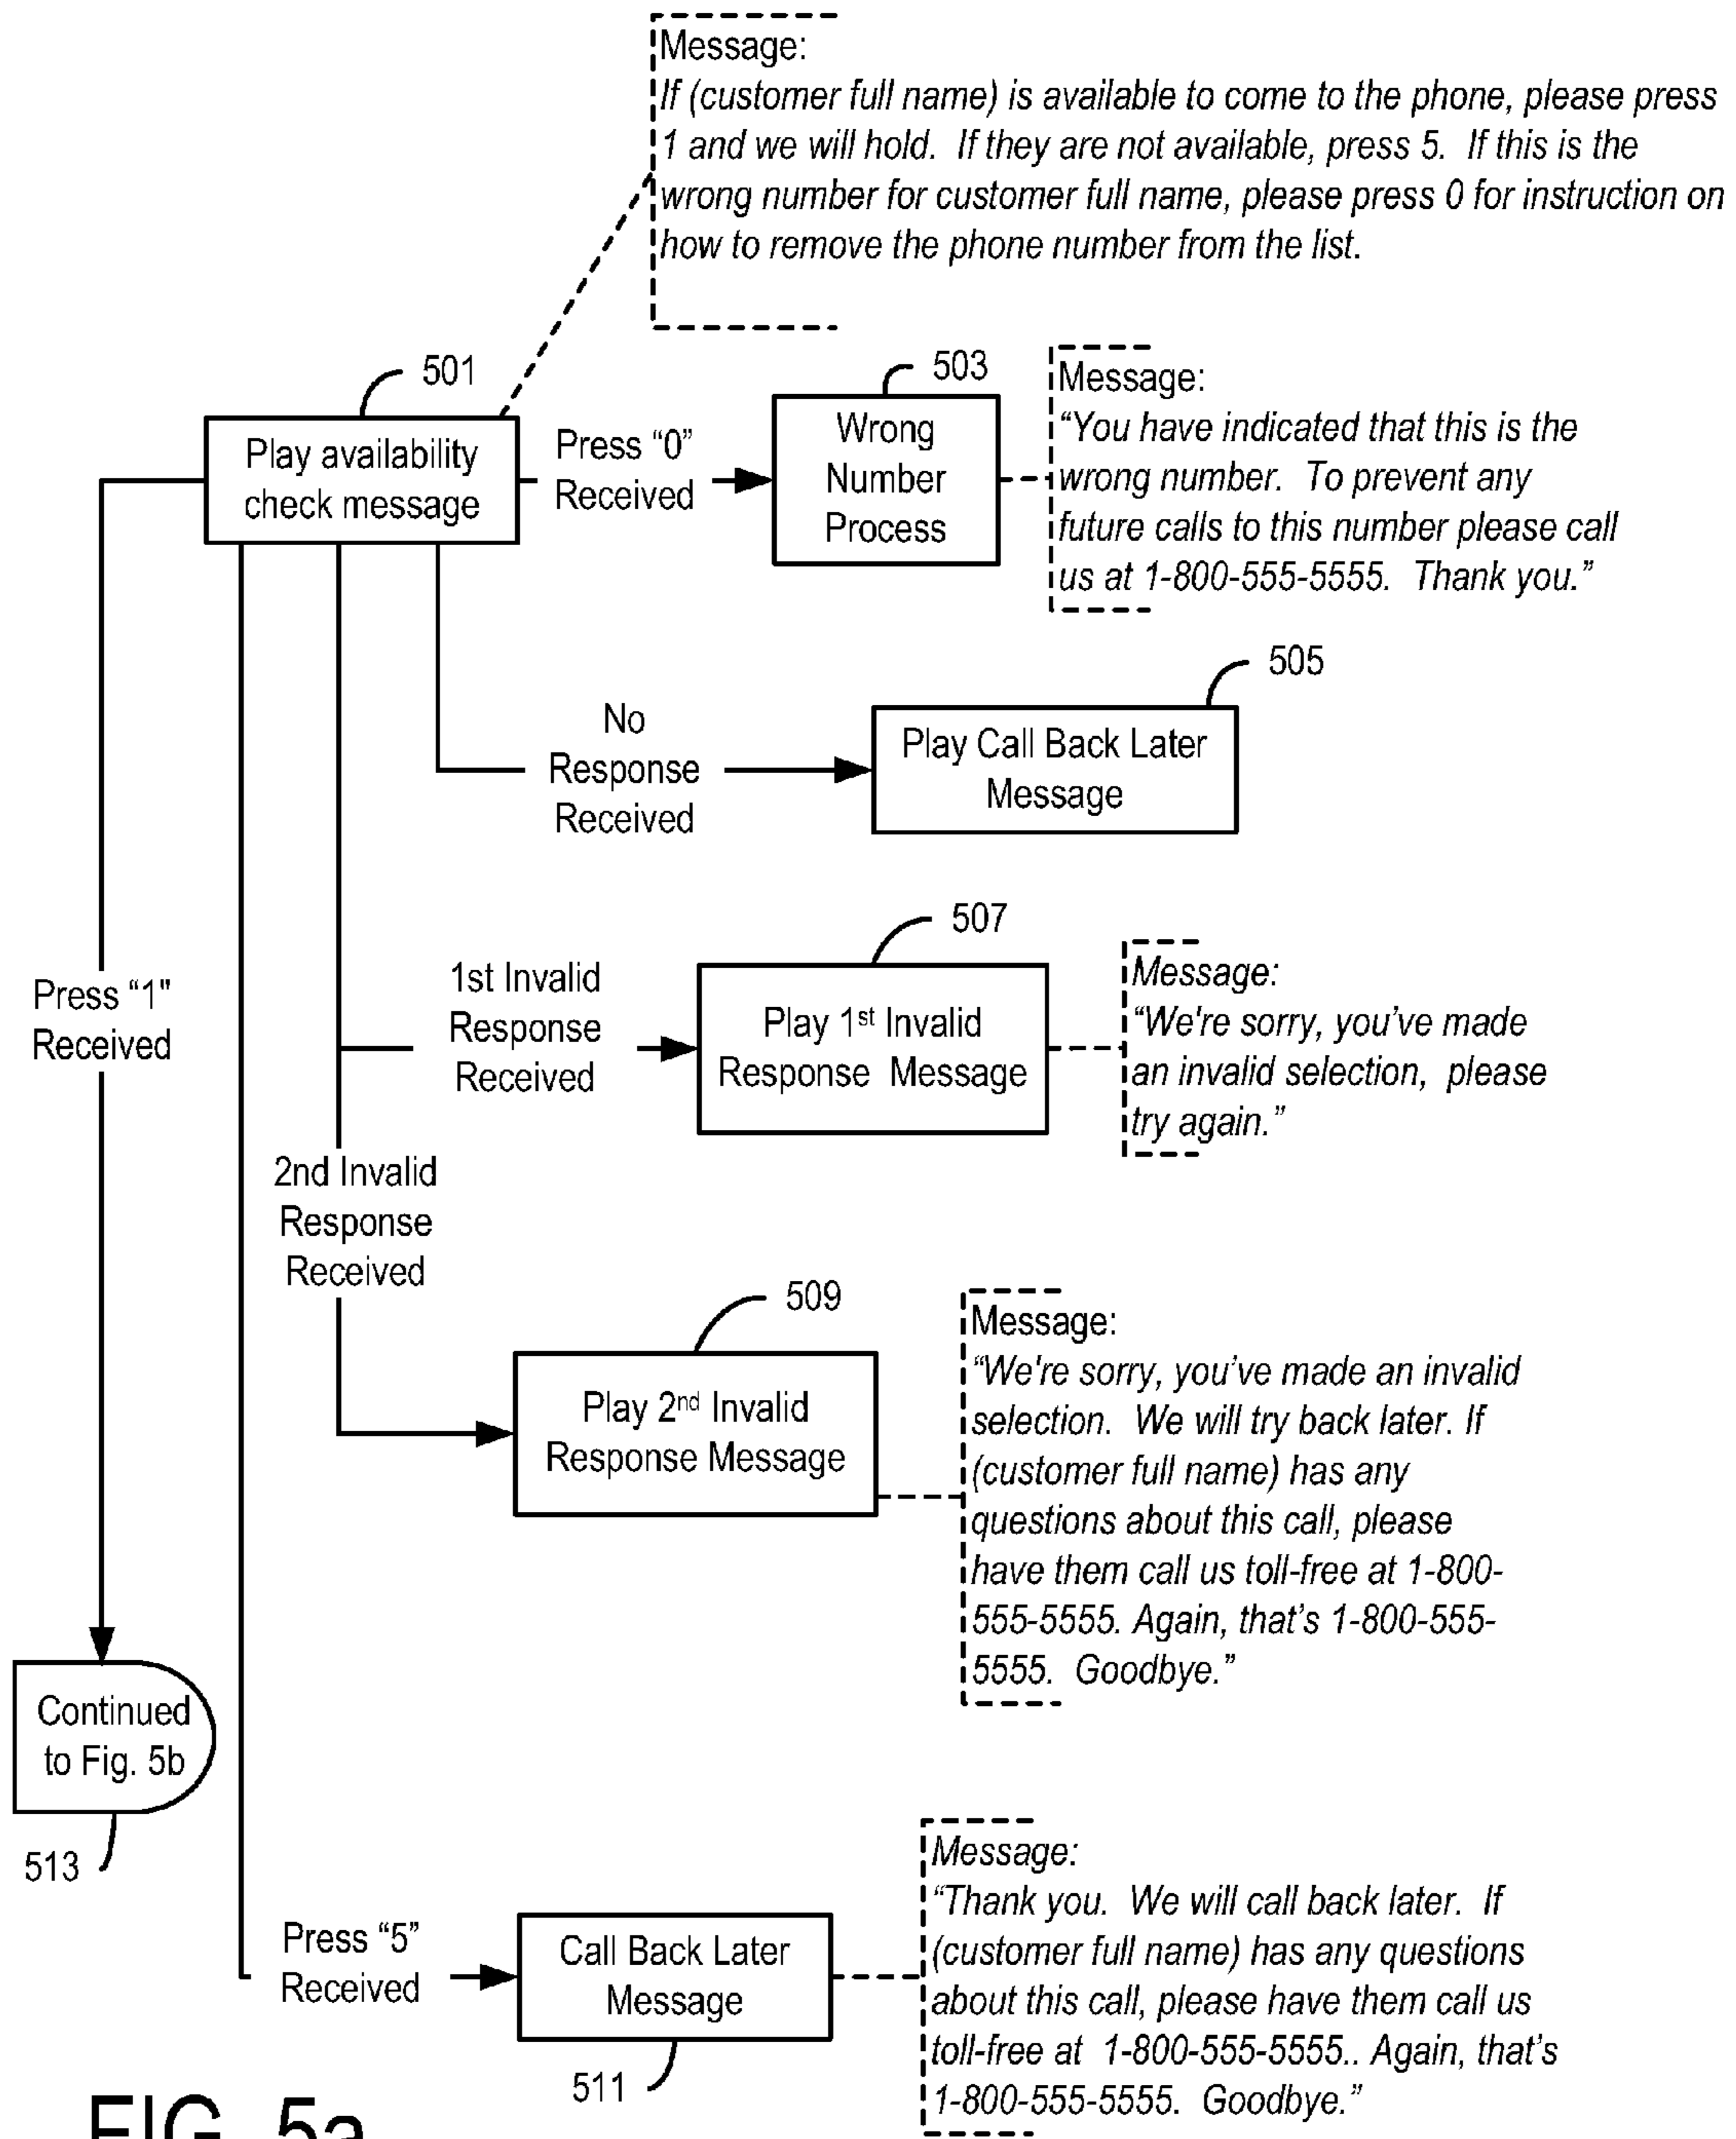 Message:
If (customer full name) is available to come to the phone, please press
1 and we will hold. If they are not available, press 5. If this is the
wrong number for customer full name, please press 0 for instruction on
how to remove the phone number from the list.
501
Play availability
check message
Press “0”
Received
503
Wrong
Number
Process
Message:
“You have indicated that this is the
wrong number. To prevent any
future calls to this number please call
us at 1-800-555-5555. Thank you.”
505
No
Response
Received
Play Call Back Later
Message
507
Press “1"
Received
1st Invalid
Response
Received
Play 1st Invalid
Response Message
Message:
“We're sorry, you’ve made
an invalid selection, please
try again.”
2nd Invalid
Response
Received
509
Play 2nd Invalid
Response Message
Message:
“We're sorry, you’ve made an invalid
selection. We will try back later. If
(customer full name) has any
questions about this call, please
have them call us toll-free at 1-800-
555-5555. Again, that’s 1-800-555-
5555. Goodbye.”
Continued
to Fig. 5b
513
Press “5”
Received
Call Back Later
Message
511
Message:
“Thank you. We will call back later. If
(customer full name) has any questions
about this call, please have them call us
toll-free at 1-800-555-5555.. Again, that’s
1-800-555-5555. Goodbye.”
FIG. 5a